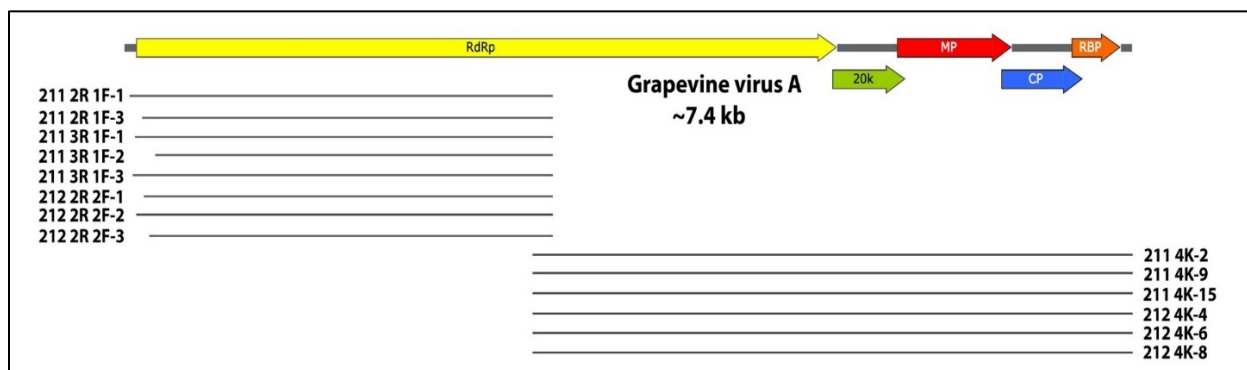 RdRp
MP
RBP
20k
CP
Grapevine virus A
~7.4 kb
211 2R 1F-1
211 2R 1F-3
211 3R 1F-1
211 3R 1F-2
211 3R 1F-3
212 2R 2F-1
212 2R 2F-2
212 2R 2F-3
211 4K-2
211 4K-9
211 4K-15
212 4K-4
212 4K-6
212 4K-8